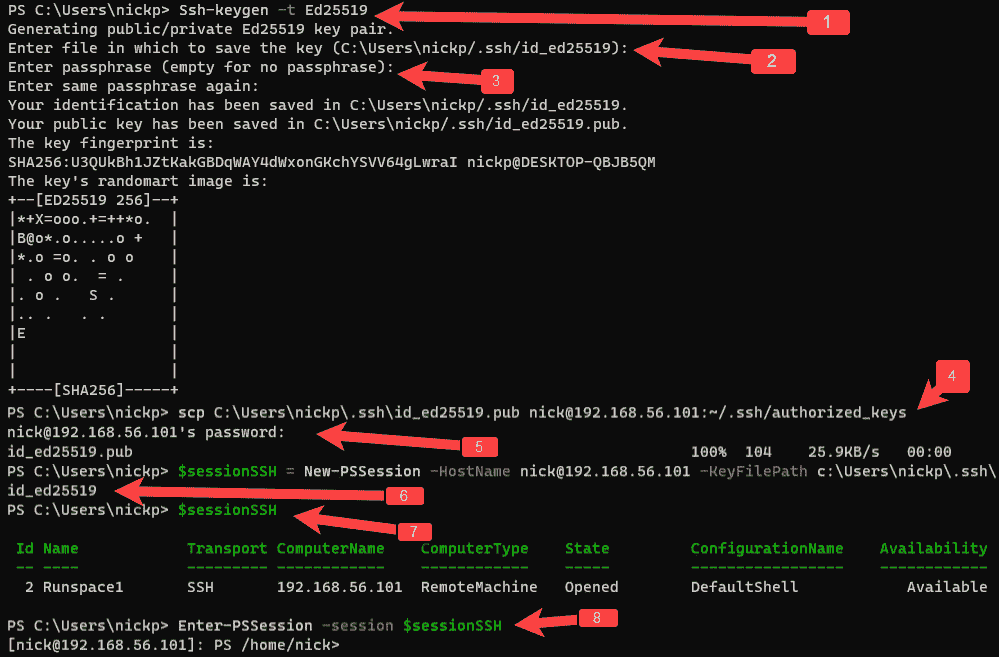 PS C:\Users\nickp> Ssh-keygen -t Ed25519
1
Generating public/private Ed25519 key pair.
Enter file in which to save the key (C:\Users\nickp/.ssh/id_ed25519):
2
Enter passphrase (empty for no passphrase):
3
Enter same passphrase again:
Your identification has been saved in C:\Users\nickp/.ssh/id_ed25519.
Your public key has been saved in C:\Users\nickp/.ssh/id_ed25519.pub.
The key fingerprint is:
SHA256:U3QUkBh1JZtKakGBDqWAY4dWxonGKchYSVV64gLwraI nickp@DESKTOP-QBJB5QM
The key's randomart image is:
+--[ED25519 256]--+
|*+X=ooo.+=++*o.  |
|B@o*.o.....o +   |
|*.o =o. . o o    |
| . o o.  = .     |
|. o .   S .      |
|.. .   . .       |
|E                |
|                 |
|                 |
+----[SHA256]-----+
4
PS C:\Users\nickp> scp C:\Users\nickp\.ssh\id_ed25519.pub nick@192.168.56.101:~/.ssh/authorized_keys
nick@192.168.56.101's password:
5
id_ed25519.pub 100% 104 25.9KB/s 00:00
PS C:\Users\nickp> $sessionSSH = New-PSSession -HostName nick@192.168.56.101 -KeyFilePath c:\Users\nickp\.ssh\
id_ed25519
6
PS C:\Users\nickp> $sessionSSH
7
Id Name Transport ComputerName ComputerType State ConfigurationName Availability
-- ---- --------- ------------ ------------ ----- ----------------- ------------
2 Runspace1 SSH 192.168.56.101 RemoteMachine Opened DefaultShell Available
PS C:\Users\nickp> Enter-PSSession -session $sessionSSH
8
[nick@192.168.56.101]: PS /home/nick>